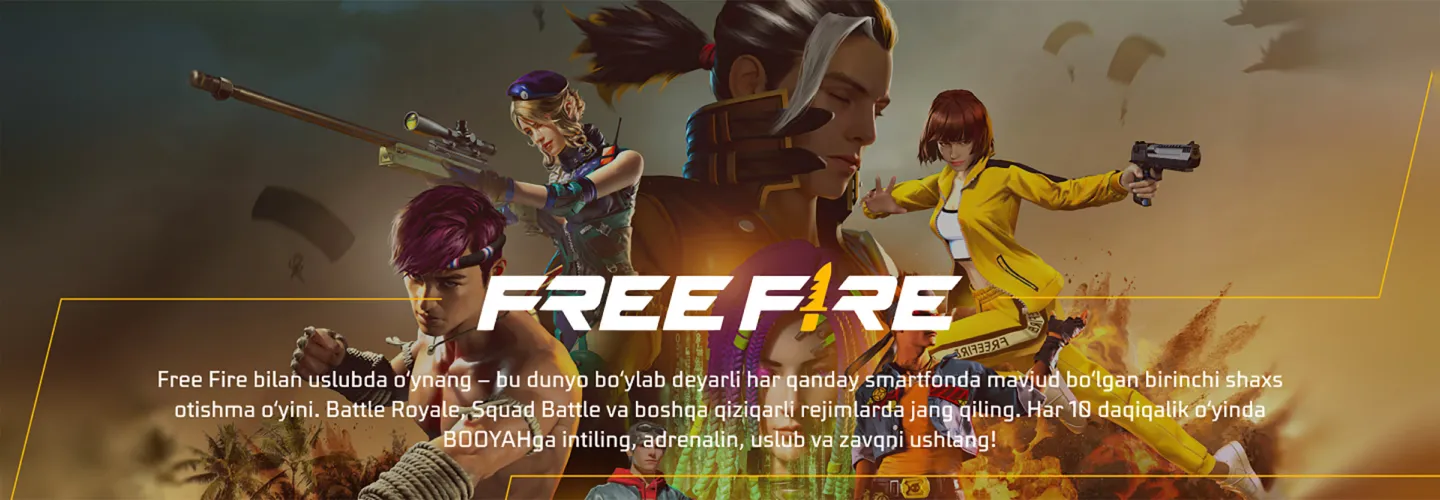 FREE FIRE
Free Fire bilan uslubda o‘ynang – bu dunyo bo‘ylab deyarli har qanday smartfonda mavjud bo‘lgan birinchi shaxs
otishma o‘yini. Battle Royale, Squad Battle va boshqa qiziqarli rejimlarda jang qiling. Har 10 daqiqalik o‘yinda
BOOYAHga intiling, adrenalin, uslub va zavqni ushlang!
FREEFIRE